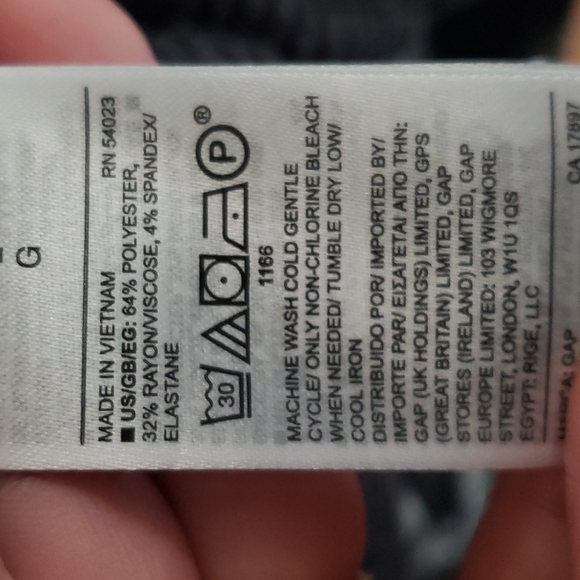 G
MADE IN VIETNAM RN 54023
■ US/GB/EG: 64% POLYESTER,
32% RAYON/VISCOSE, 4% SPANDEX/
ELASTANE
30 P ®
1166
MACHINE WASH COLD GENTLE
CYCLE/ ONLY NON-CHLORINE BLEACH
WHEN NEEDED/ TUMBLE DRY LOW/
COOL IRON
DISTRIBUIDO POR/ IMPORTED BY/
IMPORTE PAR/ ΕΙΣΑΓΕΤΑΙ ΑΠΟ ΤΗΝ:
GAP (UK HOLDINGS) LIMITED, GPS
(GREAT BRITAIN) LIMITED, GAP
STORES (IRELAND) LIMITED, GAP
EUROPE LIMITED: 103 WIGMORE
STREET, LONDON, W1U 1QS
EGYPT: RIGE, LLC
GAP CA 17897